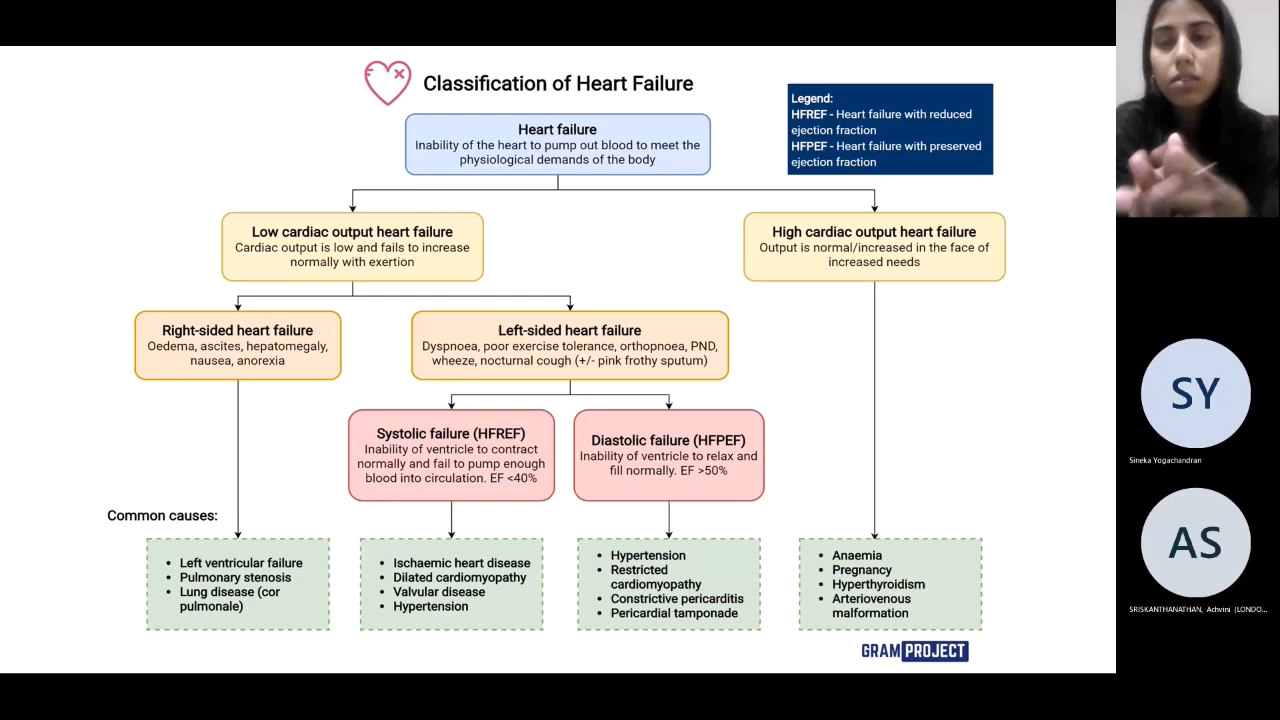 Classification of Heart Failure
Legend:
HFREF - Heart failure with reduced
ejection fraction
HFPEF - Heart failure with preserved
ejection fraction
Heart failure
Inability of the heart to pump out blood to meet the
physiological demands of the body
Low cardiac output heart failure
Cardiac output is low and fails to increase
normally with exertion
High cardiac output heart failure
Output is normal/increased in the face of
increased needs
Right-sided heart failure
Oedema, ascites, hepatomegaly,
nausea, anorexia
Left-sided heart failure
Dyspnoea, poor exercise tolerance, orthopnoea, PND,
wheeze, nocturnal cough (+/- pink frothy sputum)
Systolic failure (HFREF)
Inability of ventricle to contract
normally and fail to pump enough
blood into circulation. EF <40%
Diastolic failure (HFPEF)
Inability of ventricle to relax and
fill normally. EF >50%
Common causes:
• Left ventricular failure
• Pulmonary stenosis
• Lung disease (cor
pulmonale)
• Ischaemic heart disease
• Dilated cardiomyopathy
• Valvular disease
• Hypertension
• Hypertension
• Restricted
cardiomyopathy
• Constrictive pericarditis
• Pericardial tamponade
• Anaemia
• Pregnancy
• Hyperthyroidism
• Arteriovenous
malformation
GRAM PROJECT
SY
Sineka Yogachandran
AS
SRISKANTHANATHAN, Achvini (LONDO...